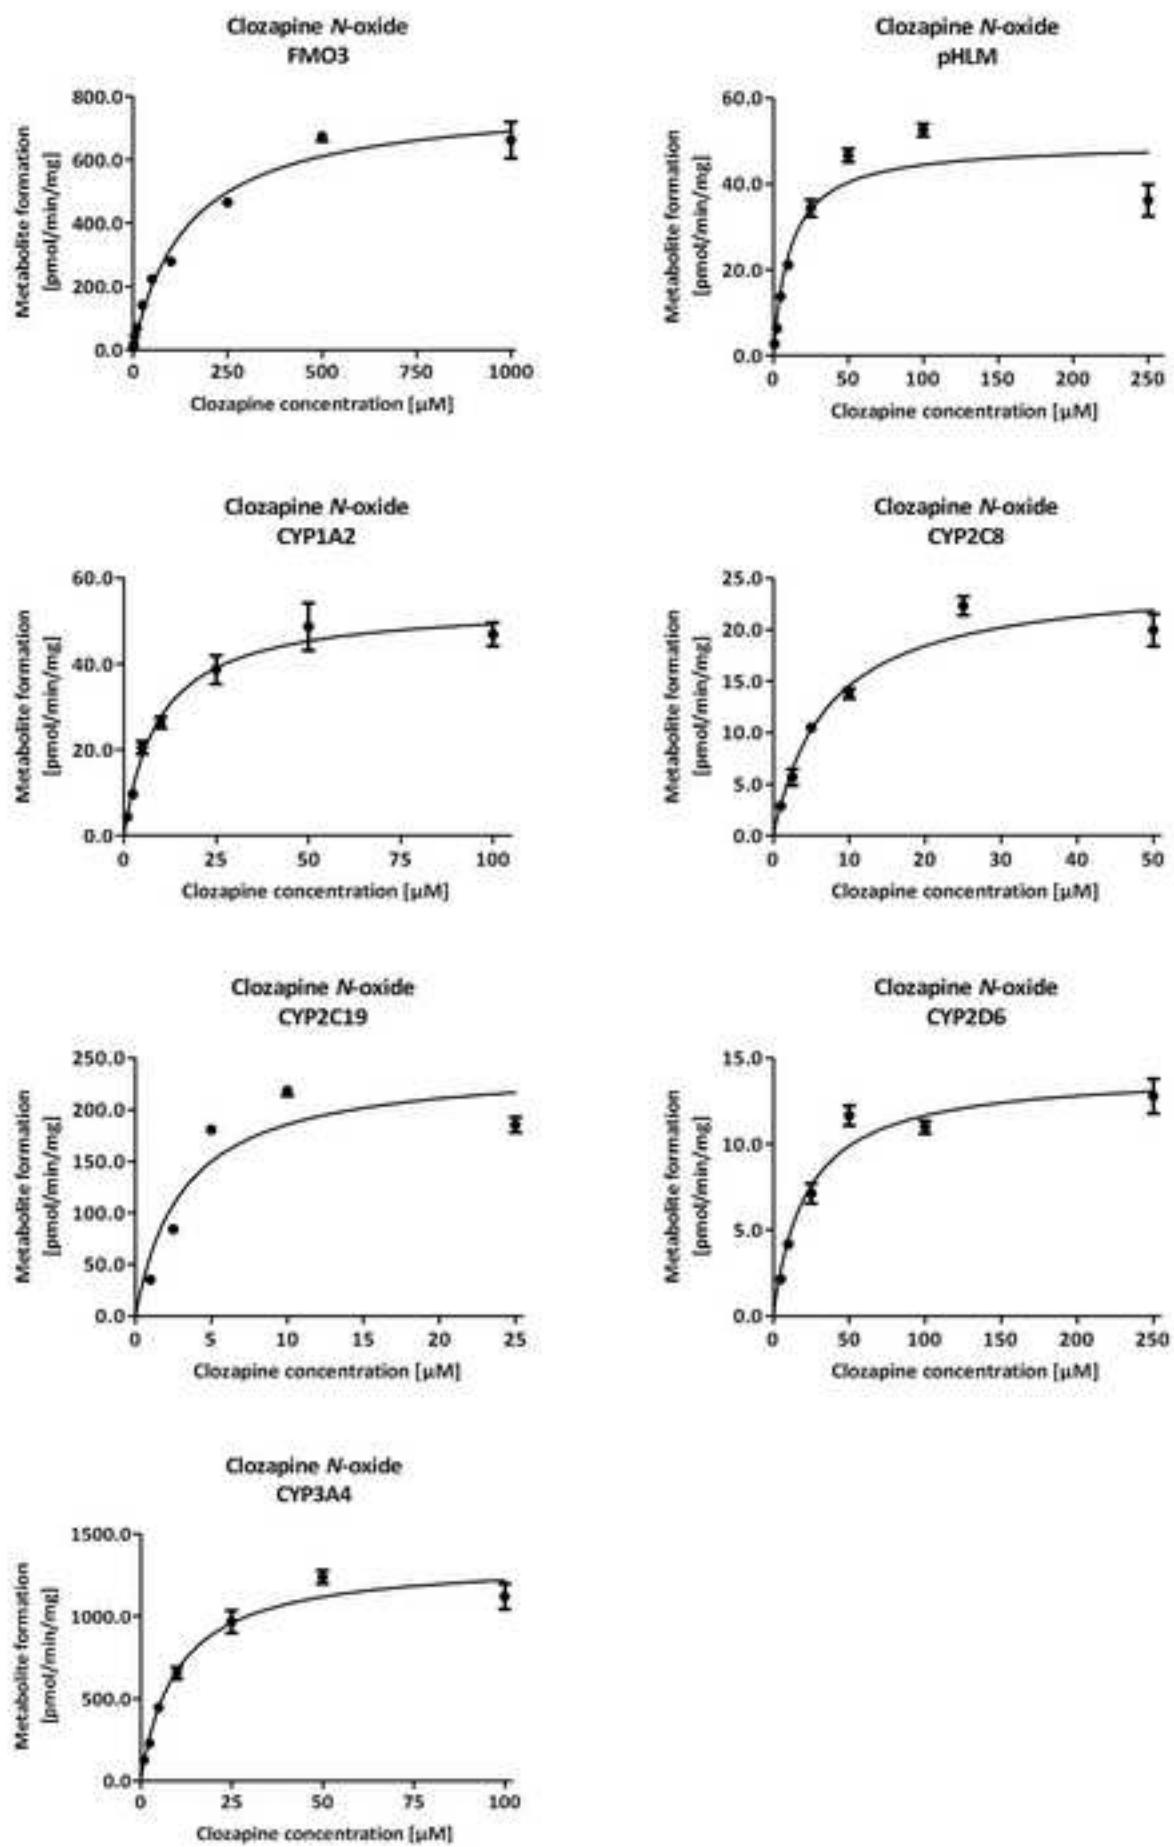 Clozapine N-oxide
FMO3
Metabolite formation
[pmol/min/mg]
800.0
600.0
400.0
200.0
0.0
0 250 500 750 1000
Clozapine concentration [µM]
Clozapine N-oxide
pHLM
Metabolite formation
[pmol/min/mg]
60.0
40.0
20.0
0.0
0 50 100 150 200 250
Clozapine concentration [µM]
Clozapine N-oxide
CYP1A2
Metabolite formation
[pmol/min/mg]
60.0
40.0
20.0
0.0
0 25 50 75 100
Clozapine concentration [µM]
Clozapine N-oxide
CYP2C8
Metabolite formation
[pmol/min/mg]
25.0
20.0
15.0
10.0
5.0
0.0
0 10 20 30 40 50
Clozapine concentration [µM]
Clozapine N-oxide
CYP2C19
Metabolite formation
[pmol/min/mg]
250.0
200.0
150.0
100.0
50.0
0.0
0 5 10 15 20 25
Clozapine concentration [µM]
Clozapine N-oxide
CYP2D6
Metabolite formation
[pmol/min/mg]
15.0
10.0
5.0
0.0
0 50 100 150 200 250
Clozapine concentration [µM]
Clozapine N-oxide
CYP3A4
Metabolite formation
[pmol/min/mg]
1500.0
1000.0
500.0
0.0
0 25 50 75 100
Clozapine concentration [µM]